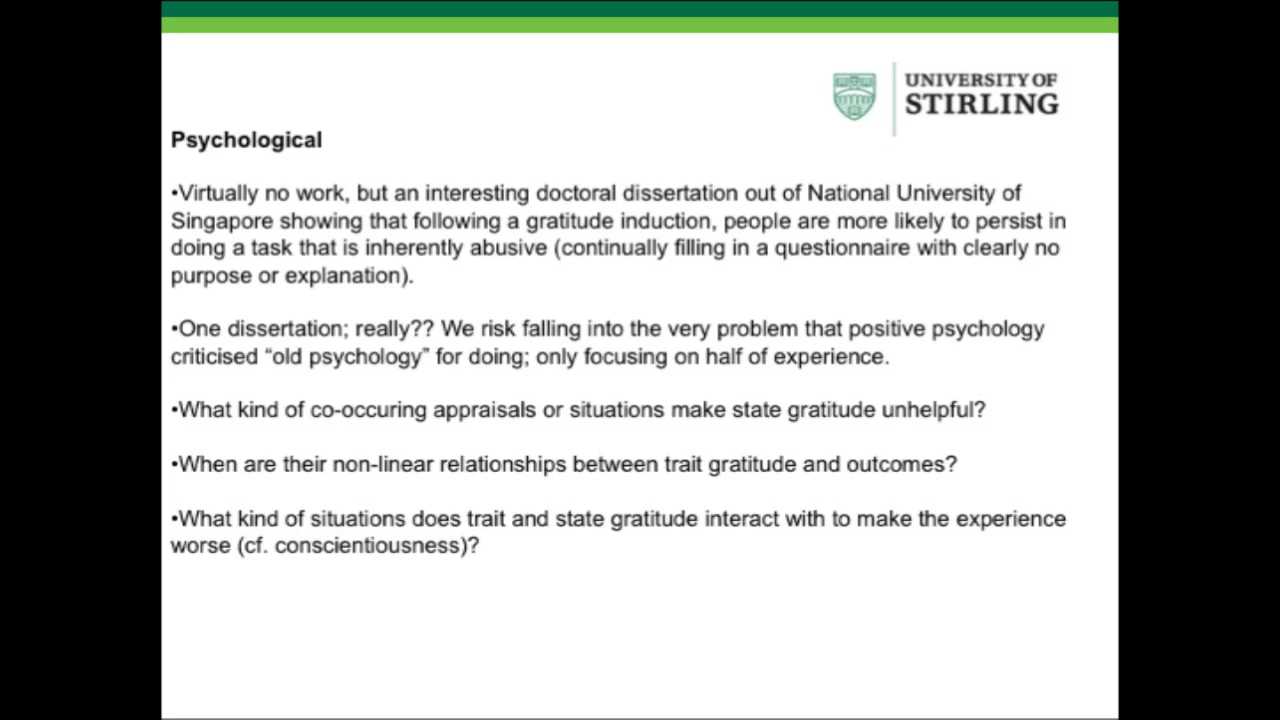 UNIVERSITY OF
STIRLING
Psychological
•Virtually no work, but an interesting doctoral dissertation out of National University of
Singapore showing that following a gratitude induction, people are more likely to persist in
doing a task that is inherently abusive (continually filling in a questionnaire with clearly no
purpose or explanation).
•One dissertation; really?? We risk falling into the very problem that positive psychology
criticised “old psychology” for doing; only focusing on half of experience.
•What kind of co-occuring appraisals or situations make state gratitude unhelpful?
•When are their non-linear relationships between trait gratitude and outcomes?
•What kind of situations does trait and state gratitude interact with to make the experience
worse (cf. conscientiousness)?